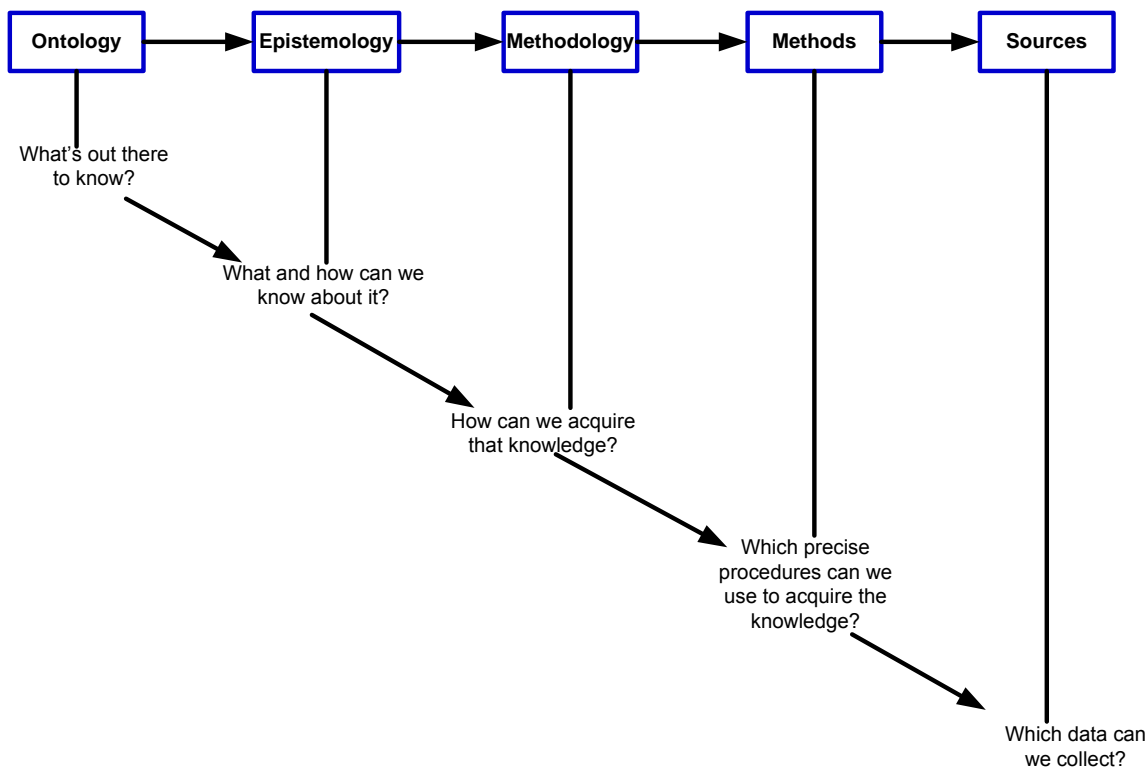 Ontology
Epistemology
Methodology
Methods
Sources
What’s out there
to know?
What and how can we
know about it?
How can we acquire
that knowledge?
Which precise
procedures can we
use to acquire the
knowledge?
Which data can
we collect?